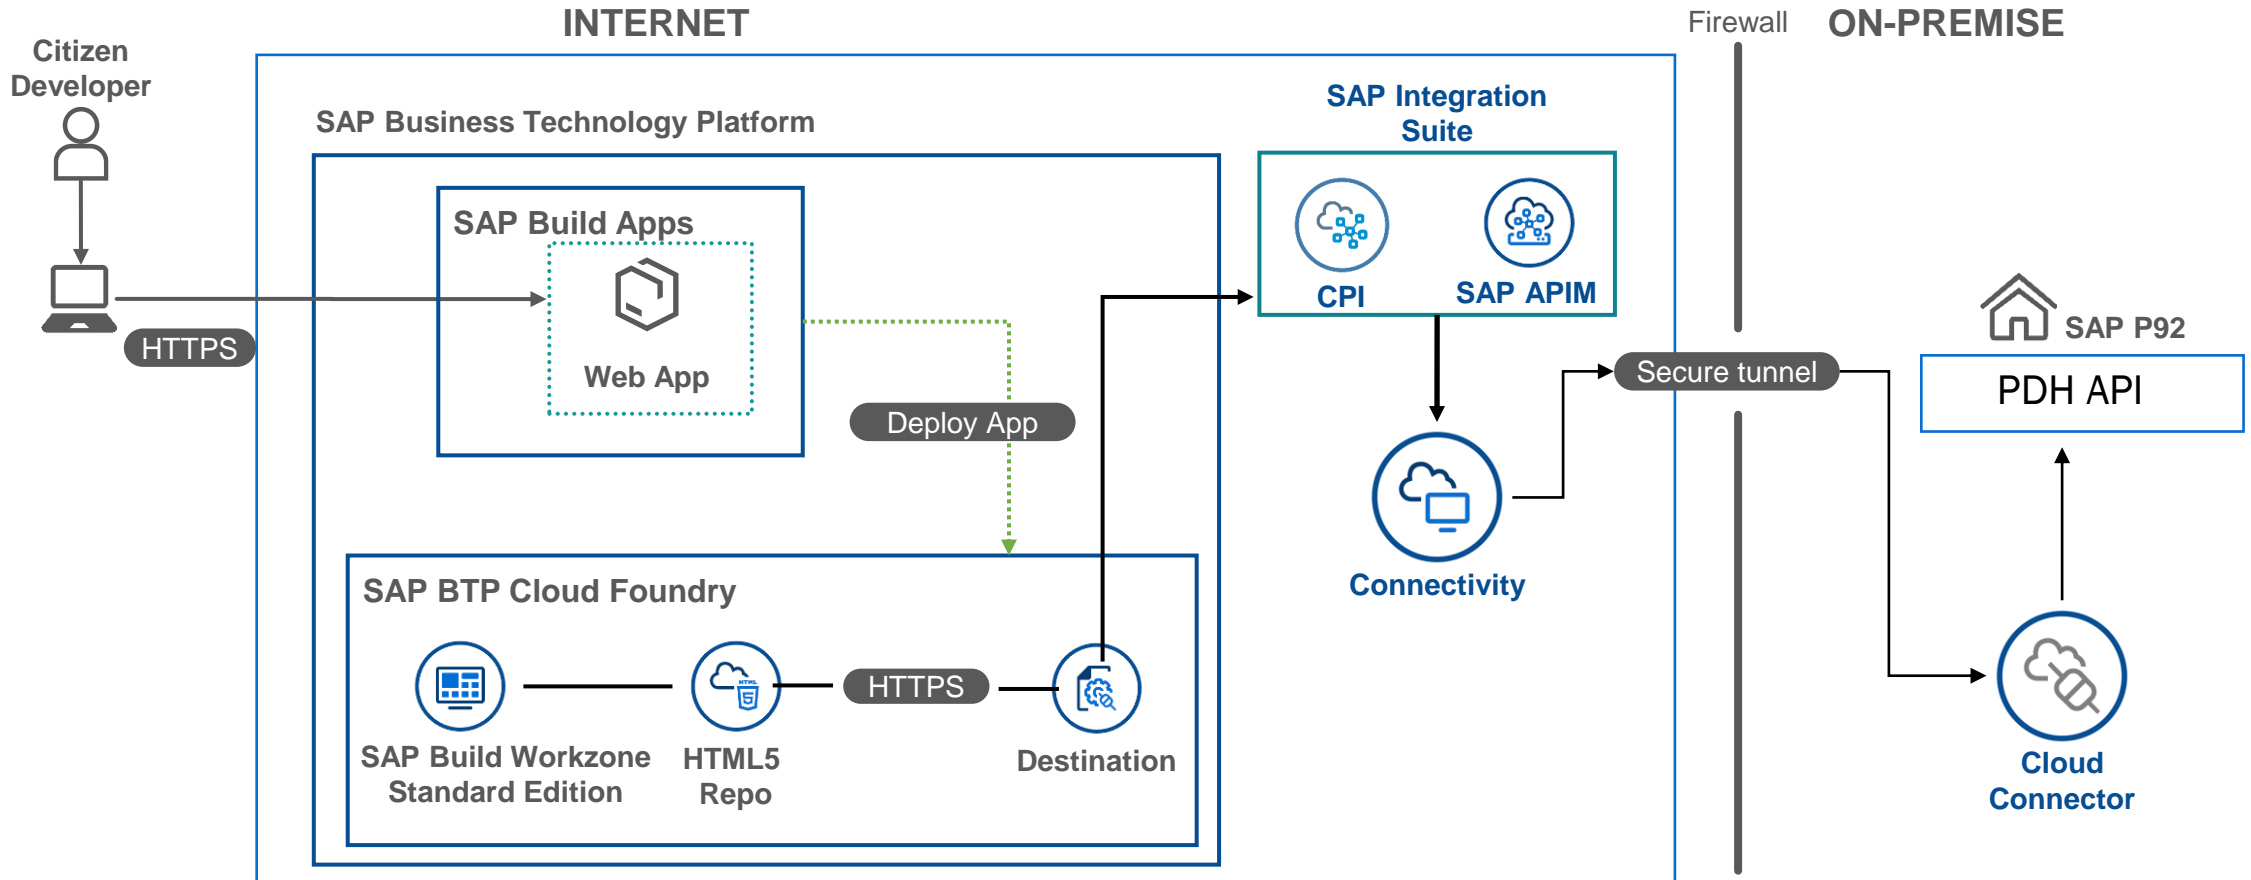 INTERNET
Firewall
ON-PREMISE
Citizen
Developer
SAP Business Technology Platform
SAP Integration
Suite
SAP Build Apps
CPI
SAP APIM
HTTPS
Web App
Deploy App
Secure tunnel
SAP P92
PDH API
Connectivity
SAP BTP Cloud Foundry
HTML
5
HTTPS
SAP Build Workzone
Standard Edition
HTML5
Repo
Destination
Cloud
Connector